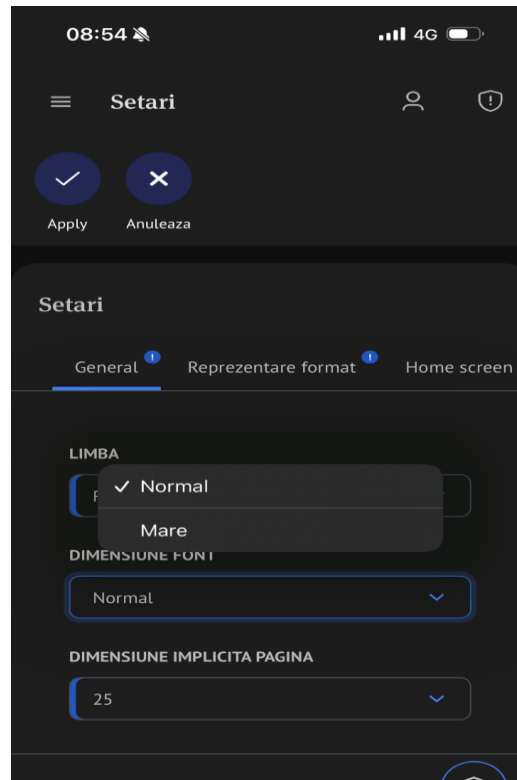 08:54 4G
Setari
Apply Anuleaza
Setari
General Reprezentare format Home screen
LIMBA
Normal
Mare
DIMENSIUNE FONT
Normal
DIMENSIUNE IMPLICITA PAGINA
25